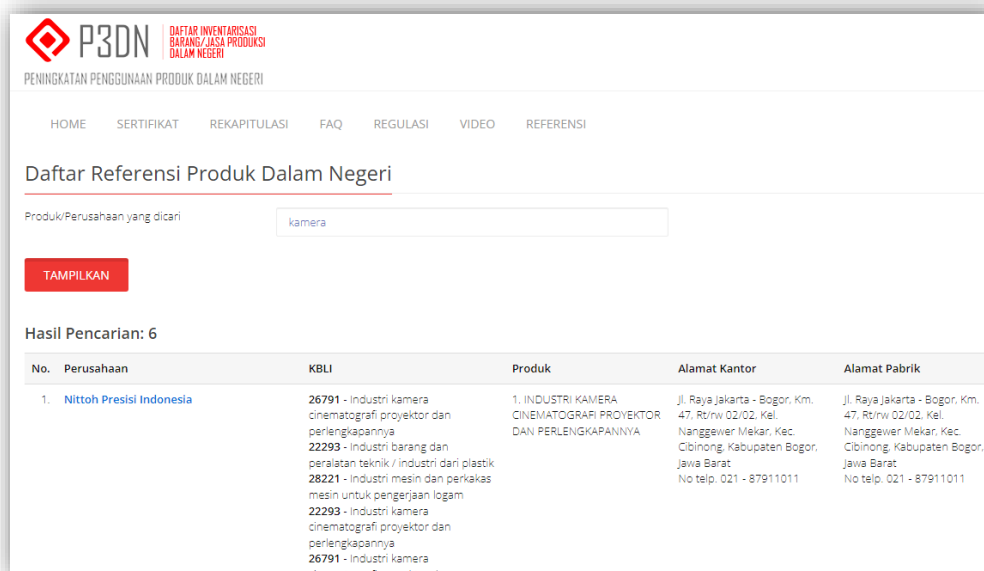 P3DN
DAFTAR INVENTARISASI
BARANG/JASA PRODUKSI
DALAM NEGERI
PENINGKATAN PENGGUNAAN PRODUK DALAM NEGERI
HOME SERTIFIKAT REKAPITULASI FAQ REGULASI VIDEO REFERENSI
Daftar Referensi Produk Dalam Negeri
Produk/Perusahaan yang dicari
kamera
TAMPILKAN
Hasil Pencarian: 6
No. Perusahaan KBLI Produk Alamat Kantor Alamat Pabrik
1. Nittoh Presisi Indonesia
26791 - Industri kamera
cinematografi proyektor dan
perlengkapannya
22293 - Industri barang dan
peralatan teknik / industri dari plastik
28221 - Industri mesin dan perkakas
mesin untuk pengerjaan logam
22293 - Industri kamera
cinematografi proyektor dan
perlengkapannya
26791 - Industri kamera
1. INDUSTRI KAMERA
CINEMATOGRAFI PROYEKTOR
DAN PERLENGKAPANNYA
Jl. Raya Jakarta - Bogor, Km.
47, Rt/rw 02/02, Kel.
Nanggewer Mekar, Kec.
Cibinong, Kabupaten Bogor,
Jawa Barat
No telp. 021 - 87911011
Jl. Raya Jakarta - Bogor, Km.
47, Rt/rw 02/02, Kel.
Nanggewer Mekar, Kec.
Cibinong, Kabupaten Bogor,
Jawa Barat
No telp. 021 - 87911011